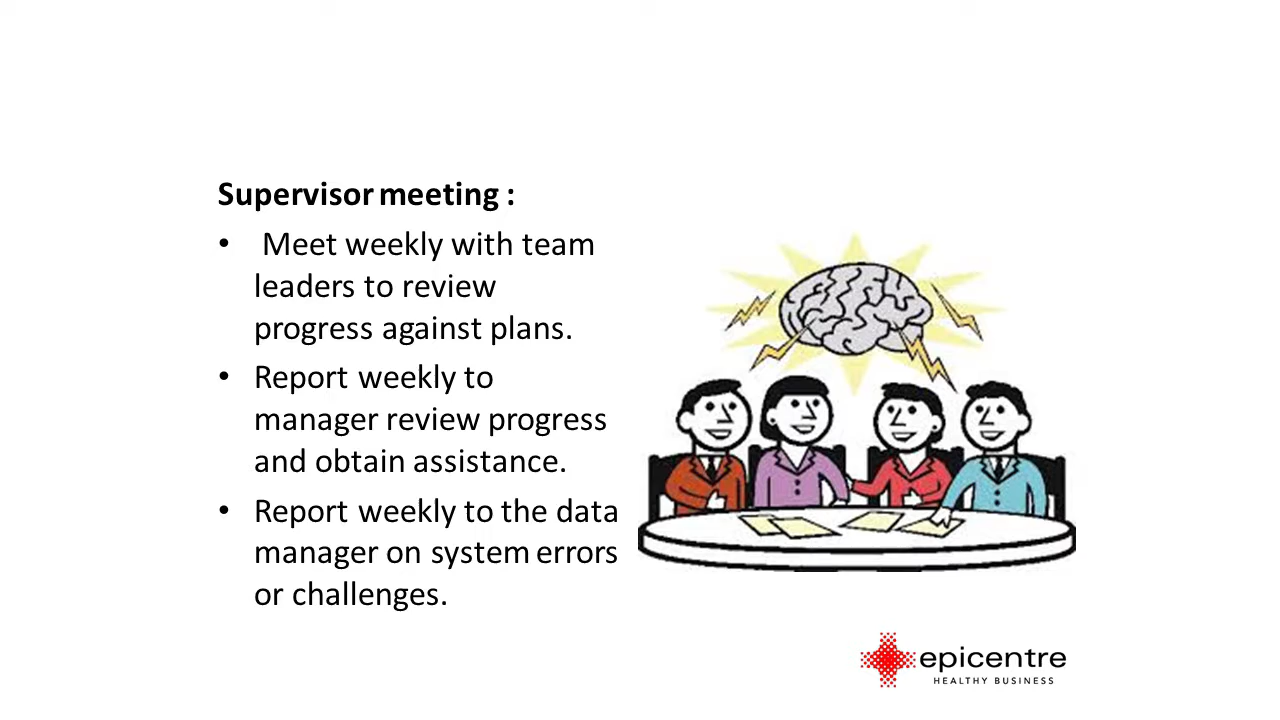 Supervisor meeting :
• Meet weekly with team
leaders to review
progress against plans.
• Report weekly to
manager review progress
and obtain assistance.
• Report weekly to the data
manager on system errors
or challenges.
epicentre
HEALTHY BUSINESS